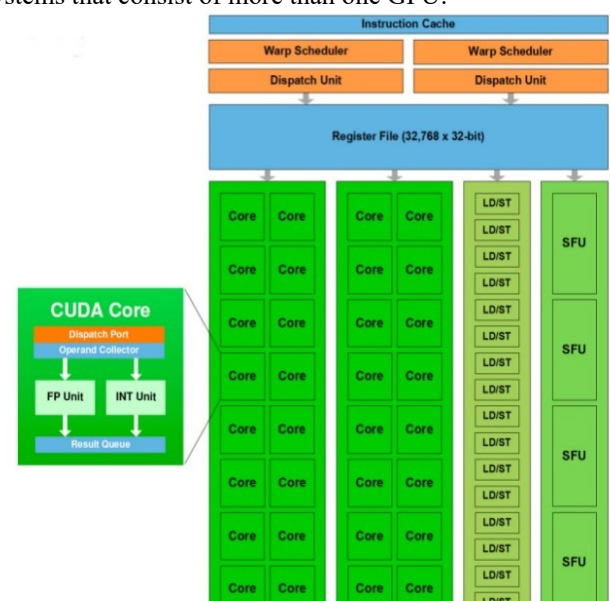 systems that consist of more than one GPU.
Instruction Cache
Warp Scheduler Warp Scheduler
Dispatch Unit Dispatch Unit
Register File (32,768 x 32-bit)
Core Core Core Core LD/ST
LD/ST
SFU
Core Core Core Core LD/ST
LD/ST
Core Core Core Core LD/ST
LD/ST
SFU
Core Core Core Core LD/ST
LD/ST
Core Core Core Core LD/ST
LD/ST
SFU
Core Core Core Core LD/ST
LD/ST
Core Core Core Core LD/ST
LD/ST
SFU
Core Core Core Core LD/ST
LD/ST
CUDA Core
Dispatch Port
Operand Collector
FP Unit INT Unit
Result Queue